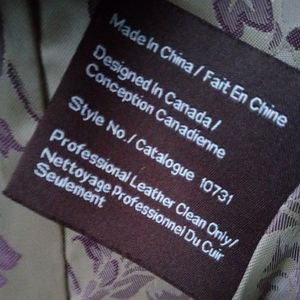 Made In China / Fait En Chine
Designed In Canada /
Conception Canadienne
Style No. / Catalogue 10731
Professional Leather Clean Only /
Nettoyage Professionnel Du Cuir
Seulement